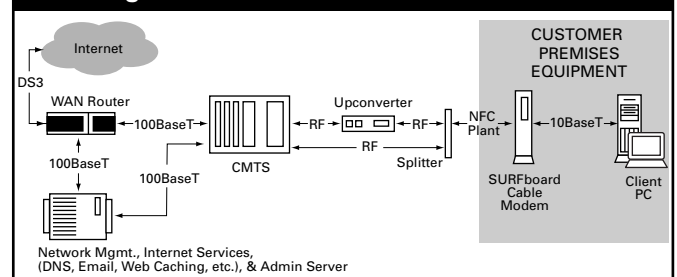 CUSTOMER
PREMISES
EQUIPMENT
Internet
DS3
WAN Router
100BaseT
CMTS
RF
Upconverter
RF
RF
Splitter
NFC
Plant
10BaseT
SURFboard
Cable
Modem
Client
PC
100BaseT
100BaseT
Network Mgmt., Internet Services,
(DNS, Email, Web Caching, etc.), & Admin Server